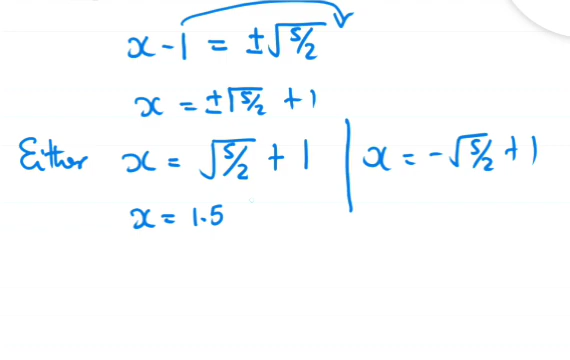 x - 1 = ±√5/2
x = ±√5/2 + 1
Either x = √5/2 + 1 | x = -√5/2 + 1
x = 1.5